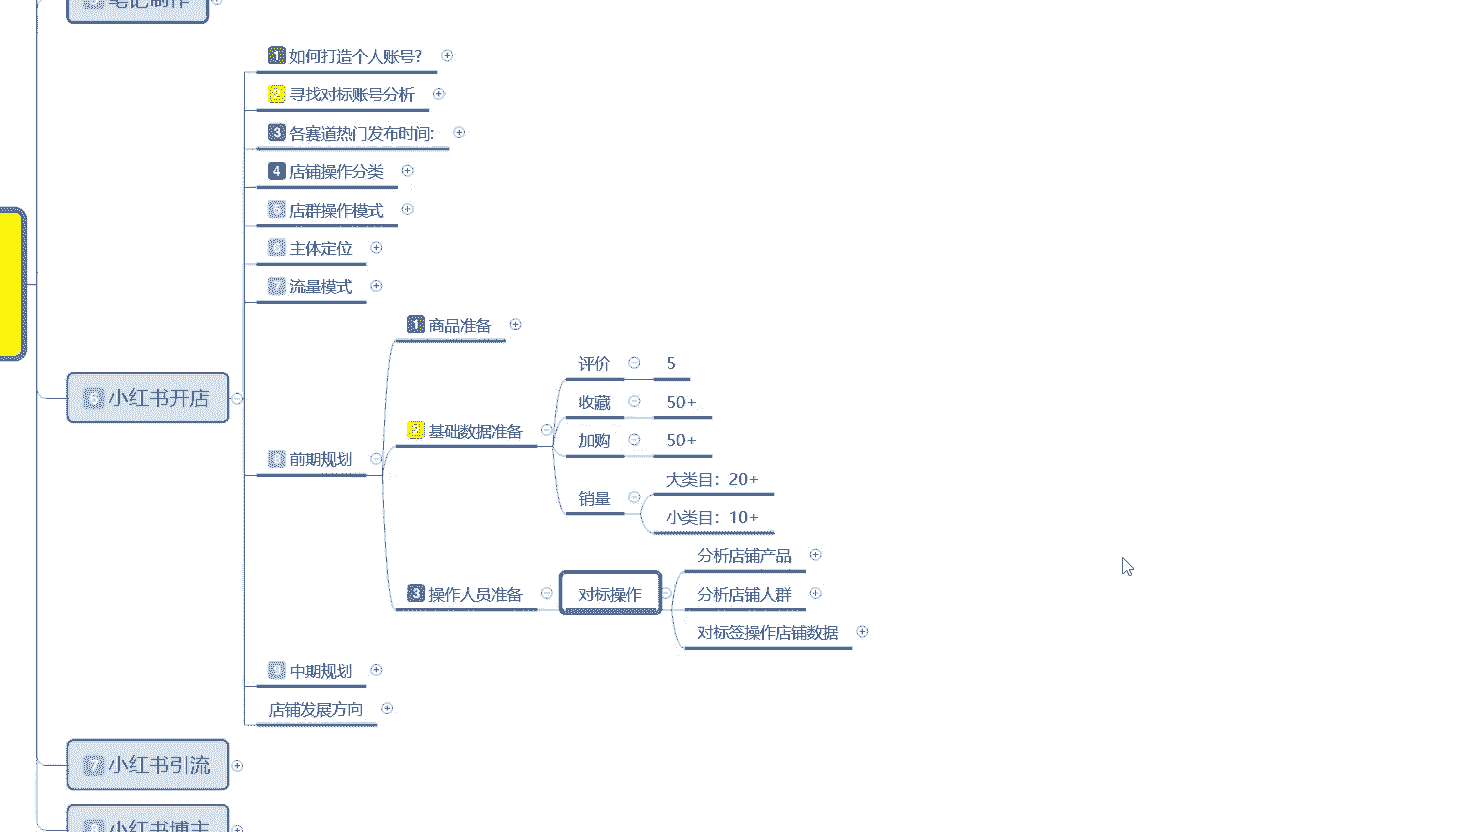 笔记制作
1 如何打造个人账号?
2 寻找对标账号分析
3 各赛道热门发布时间:
4 店铺操作分类
5 店群操作模式
6 主体定位
7 流量模式
1 商品准备
评价 5
收藏 50+
2 基础数据准备
加购 50+
6 小红书开店
8 前期规划
销量
大类目：20+
小类目：10+
3 操作人员准备
对标操作
分析店铺产品
分析店铺人群
对标签操作店铺数据
中期规划
店铺发展方向
7 小红书引流
8 小红书博主